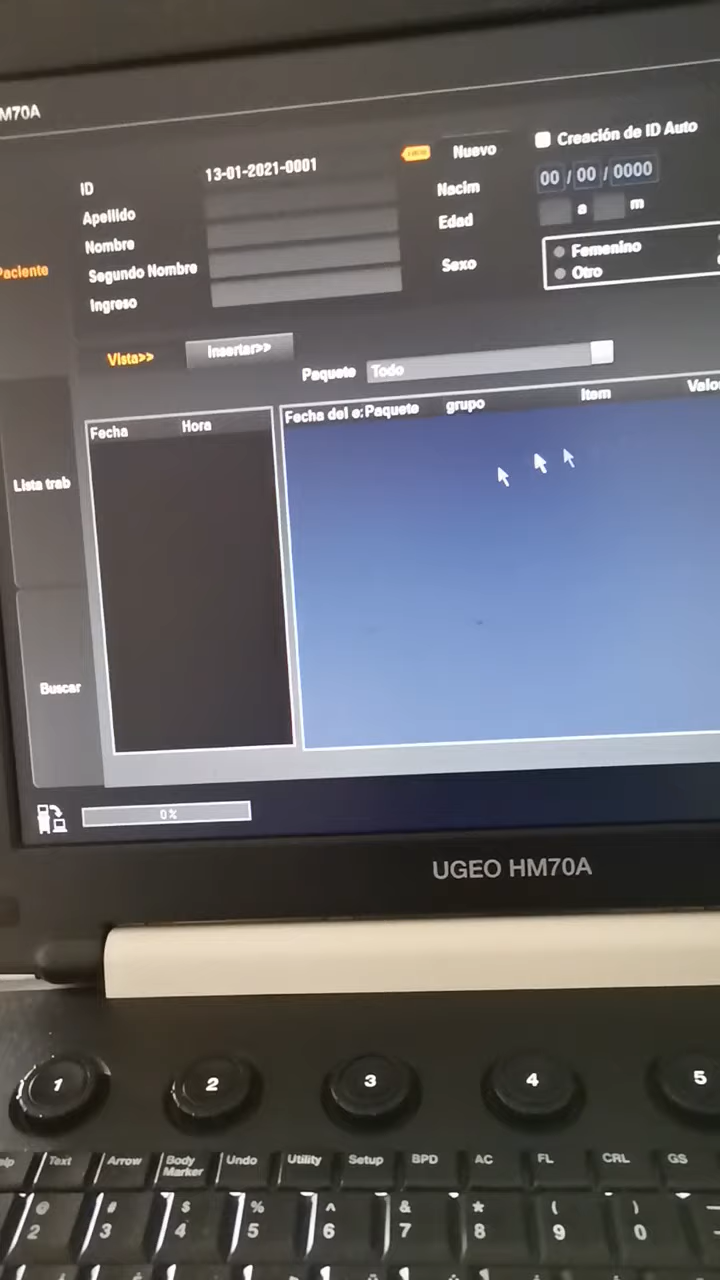 M70A
ID
13-01-2021-0001
Nuevo
Creación de ID Auto
Apellido
Nacim
00 / 00 / 0000
Nombre
Edad
a
m
Paciente
Segundo Nombre
Sexo
Femenino
Otro
Ingreso
Vista>>
Insertar>>
Paquete
Todo
Fecha
Hora
Fecha del e:Paquete
grupo
Item
Valo
Lista trab
Buscar
0%
UGEO HM70A
1
2
3
4
5
elp
Text
Arrow
Body
Marker
Undo
Utility
Setup
BPD
AC
FL
CRL
GS
@
#
$
%
^
&
*
(
)
2
3
4
5
6
7
8
9
0